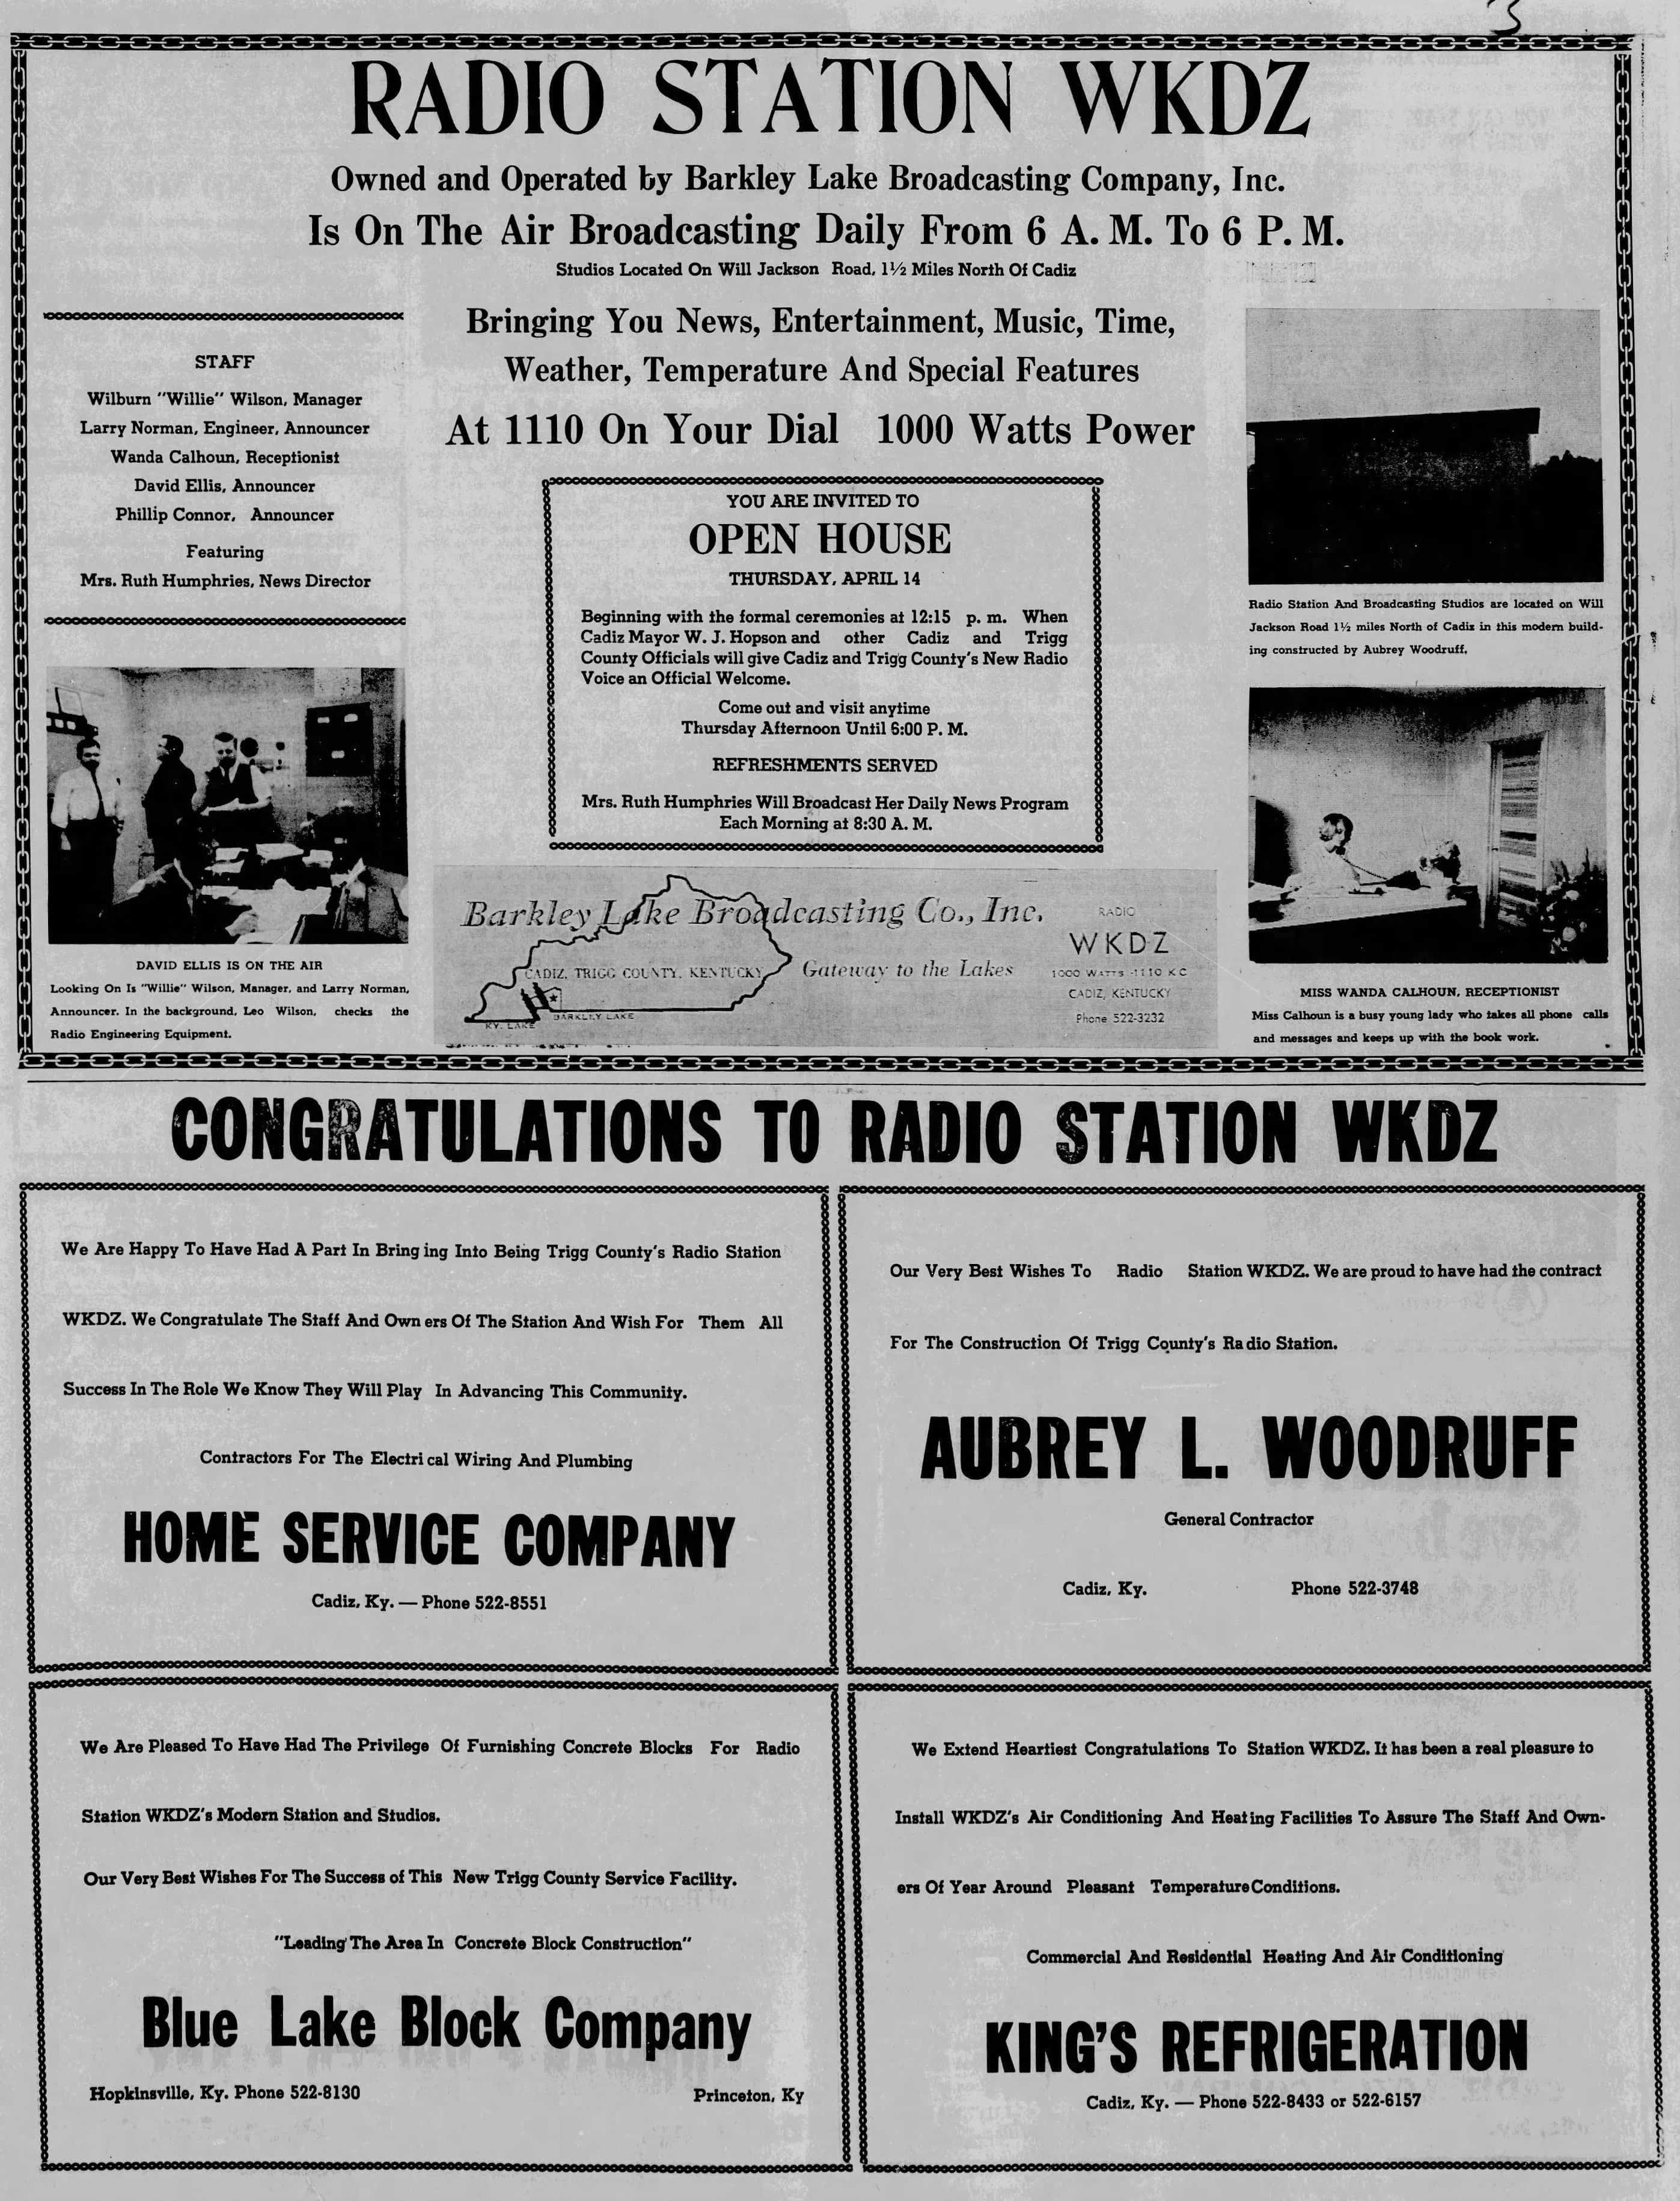 3
RADIO STATION WKDZ
Owned and Operated by Barkley Lake Broadcasting Company, Inc.
Is On The Air Broadcasting Daily From 6 A. M. To 6 P. M.
Studios Located On Will Jackson Road, 1½ Miles North Of Cadiz
Bringing You News, Entertainment, Music, Time,
Weather, Temperature And Special Features
At 1110 On Your Dial 1000 Watts Power
STAFF
Wilburn "Willie" Wilson, Manager
Larry Norman, Engineer, Announcer
Wanda Calhoun, Receptionist
David Ellis, Announcer
Phillip Connor, Announcer
Featuring
Mrs. Ruth Humphries, News Director
DAVID ELLIS IS ON THE AIR
Looking On Is "Willie" Wilson, Manager, and Larry Norman,
Announcer. In the background, Leo Wilson, checks the
Radio Engineering Equipment.
YOU ARE INVITED TO
OPEN HOUSE
THURSDAY, APRIL 14
Beginning with the formal ceremonies at 12:15 p. m. When
Cadiz Mayor W. J. Hopson and other Cadiz and Trigg
County Officials will give Cadiz and Trigg County's New Radio
Voice an Official Welcome.
Come out and visit anytime
Thursday Afternoon Until 6:00 P. M.
REFRESHMENTS SERVED
Mrs. Ruth Humphries Will Broadcast Her Daily News Program
Each Morning at 8:30 A. M.
Barkley Lake Broadcasting Co., Inc.
CADIZ, TRIGG COUNTY, KENTUCKY
Gateway to the Lakes
KY. LAKE
BARKLEY LAKE
RADIO
WKDZ
1000 WATTS - 1110 KC
CADIZ, KENTUCKY
Phone 522-3232
Radio Station And Broadcasting Studios are located on Will
Jackson Road 1½ miles North of Cadiz in this modern build-
ing constructed by Aubrey Woodruff.
MISS WANDA CALHOUN, RECEPTIONIST
Miss Calhoun is a busy young lady who takes all phone calls
and messages and keeps up with the book work.
CONGRATULATIONS TO RADIO STATION WKDZ
We Are Happy To Have Had A Part In Bring ing Into Being Trigg County's Radio Station
WKDZ. We Congratulate The Staff And Own ers Of The Station And Wish For Them All
Success In The Role We Know They Will Play In Advancing This Community.
Contractors For The Electri cal Wiring And Plumbing
HOME SERVICE COMPANY
Cadiz, Ky. — Phone 522-8551
Our Very Best Wishes To Radio Station WKDZ. We are proud to have had the contract
For The Construction Of Trigg County's Ra dio Station.
AUBREY L. WOODRUFF
General Contractor
Cadiz, Ky. Phone 522-3748
We Are Pleased To Have Had The Privilege Of Furnishing Concrete Blocks For Radio
Station WKDZ's Modern Station and Studios.
Our Very Best Wishes For The Success of This New Trigg County Service Facility.
"Leading The Area In Concrete Block Construction"
Blue Lake Block Company
Hopkinsville, Ky. Phone 522-8130 Princeton, Ky
We Extend Heartiest Congratulations To Station WKDZ. It has been a real pleasure to
Install WKDZ's Air Conditioning And Heating Facilities To Assure The Staff And Own-
ers Of Year Around Pleasant Temperature Conditions.
Commercial And Residential Heating And Air Conditioning
KING'S REFRIGERATION
Cadiz, Ky. — Phone 522-8433 or 522-6157